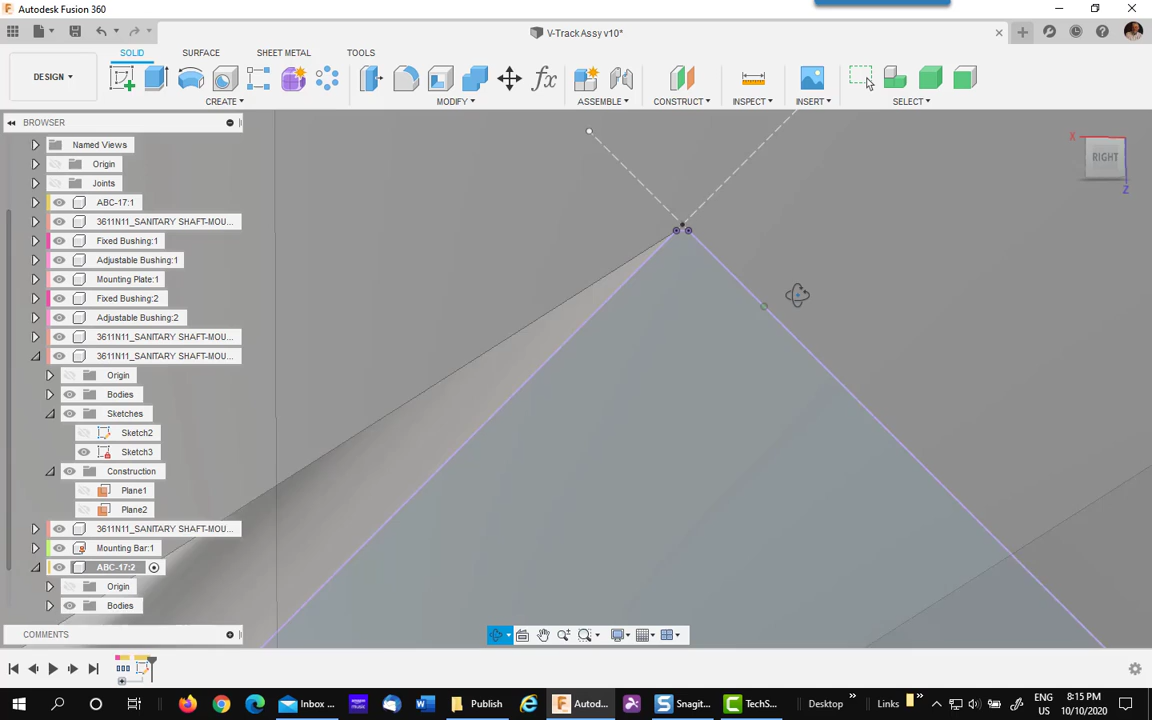 Autodesk Fusion 360
V-Track Assy v10*
SOLID SURFACE SHEET METAL TOOLS
DESIGN
CREATE MODIFY ASSEMBLE CONSTRUCT INSPECT INSERT SELECT
BROWSER
Named Views
Origin
Joints
ABC-17:1
3611N11_SANITARY SHAFT-MOU...
Fixed Bushing:1
Adjustable Bushing:1
Mounting Plate:1
Fixed Bushing:2
Adjustable Bushing:2
3611N11_SANITARY SHAFT-MOU...
3611N11_SANITARY SHAFT-MOU...
Origin
Bodies
Sketches
Sketch2
Sketch3
Construction
Plane1
Plane2
3611N11_SANITARY SHAFT-MOU...
Mounting Bar:1
ABC-17:2
Origin
Bodies
X
RIGHT
Z
COMMENTS
Inbox ...
Publish
Autod...
Snagit...
TechS...
Desktop
Links
ENG
US
8:15 PM
10/10/2020